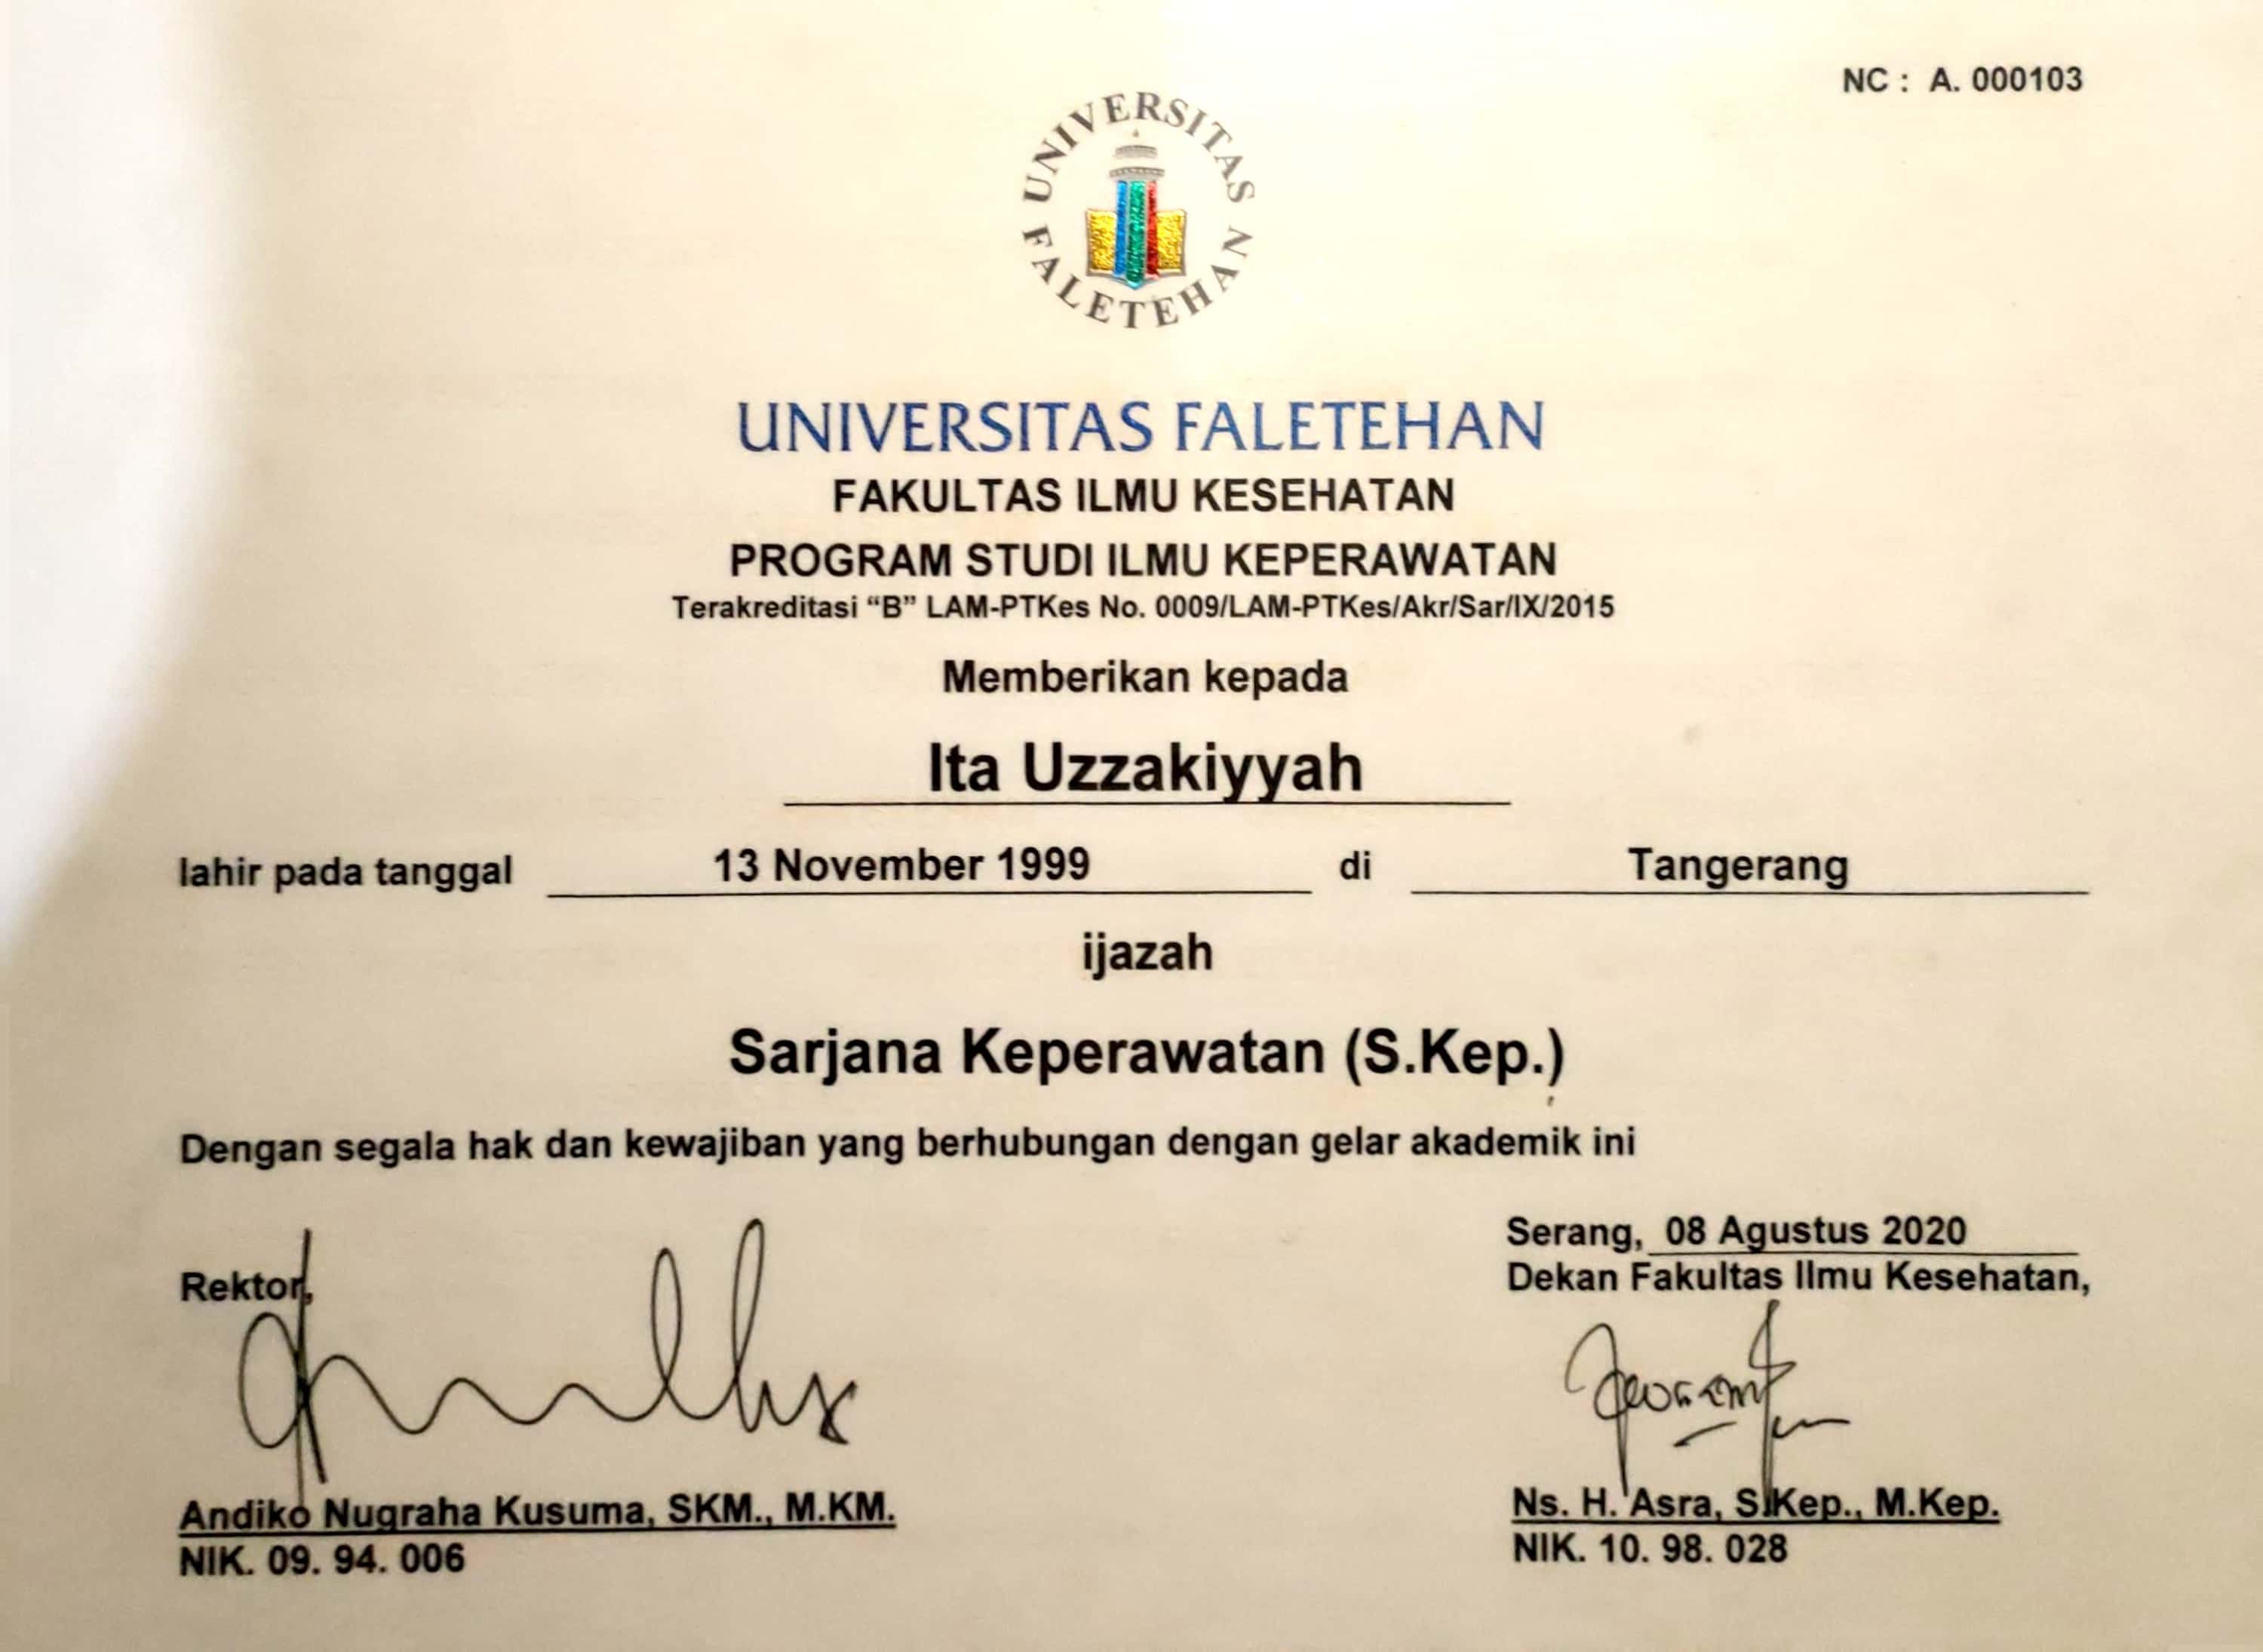 NC : A. 000103
UNIVERSITAS FALETEHAN
UNIVERSITAS FALETEHAN
FAKULTAS ILMU KESEHATAN
PROGRAM STUDI ILMU KEPERAWATAN
Terakreditasi “B” LAM-PTKes No. 0009/LAM-PTKes/Akr/Sar/IX/2015
Memberikan kepada
Ita Uzzakiyyah
lahir pada tanggal 13 November 1999 di Tangerang
ijazah
Sarjana Keperawatan (S.Kep.)
Dengan segala hak dan kewajiban yang berhubungan dengan gelar akademik ini
Rektor,
Andiko Nugraha Kusuma, SKM., M.KM.
NIK. 09. 94. 006
Serang, 08 Agustus 2020
Dekan Fakultas Ilmu Kesehatan,
Ns. H. Asra, S.Kep., M.Kep.
NIK. 10. 98. 028